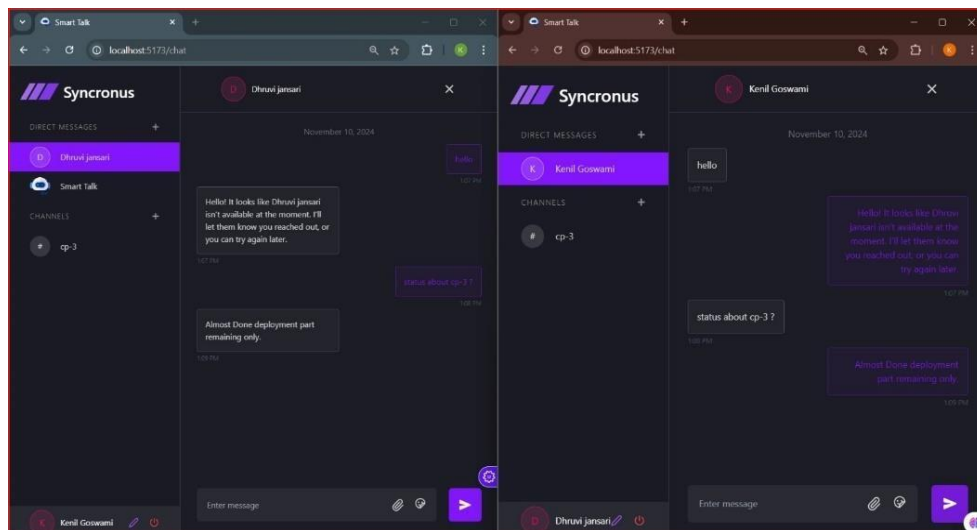 Smart Talk
localhost:5173/chat
K
Syncronus
DIRECT MESSAGES +
D Dhruvi jansari
Smart Talk
CHANNELS +
# cp-3
K Kenil Goswami
D Dhruvi jansari
November 10, 2024
hello
1:07 PM
Hello! It looks like Dhruvi jansari
isn't available at the moment. I'll
let them know you reached out, or
you can try again later.
1:07 PM
status about cp-3 ?
1:08 PM
Almost Done deployment part
remaining only.
1:09 PM
Enter message
Smart Talk
localhost:5173/chat
K
Syncronus
DIRECT MESSAGES +
K Kenil Goswami
CHANNELS +
# cp-3
D Dhruvi jansari
K Kenil Goswami
November 10, 2024
hello
1:07 PM
Hello! It looks like Dhruvi
jansari isn't available at the
moment. I'll let them know
you reached out, or you can
try again later.
1:07 PM
status about cp-3 ?
1:08 PM
Almost Done deployment
part remaining only.
1:09 PM
Enter message